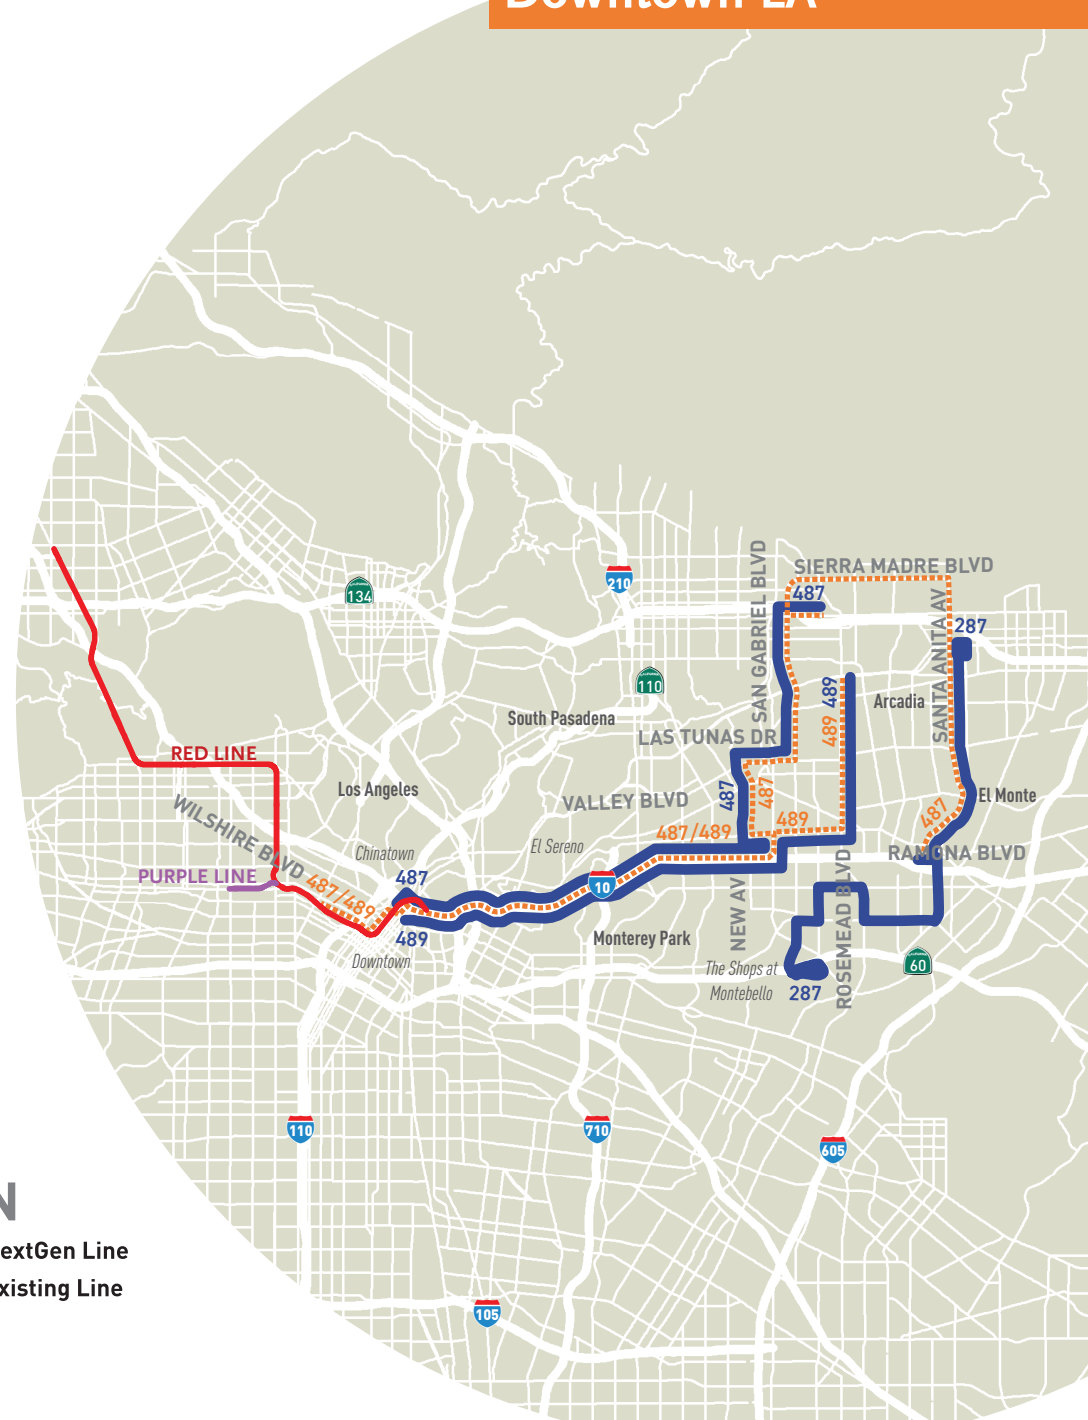 Downtown LA
SIERRA MADRE BLVD
210
487
134
SAN GABRIEL BLVD
SANTA ANITA AV
287
110
489
Arcadia
South Pasadena
489
LAS TUNAS DR
RED LINE
Los Angeles
487
487
El Monte
VALLEY BLVD
WILSHIRE BLVD
487
489
487/489
El Sereno
Chinatown
RAMONA BLVD
PURPLE LINE
487
10
487/489
NEW AV
ROSEMEAD BLVD
489
Monterey Park
Downtown
The Shops at
Montebello
60
287
110
710
605
N
extGen Line
xisting Line
105